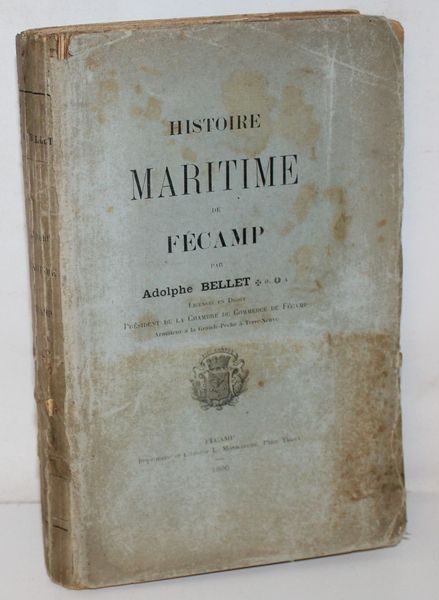 HISTOIRE
MARITIME
DE
FÉCAMP
PAR
Adolphe BELLET
LICENCIÉ EN DROIT
PRÉSIDENT DE LA CHAMBRE DE COMMERCE DE FÉCAMP
Armateur à la Grande-Pêche à Terre-Neuve
FÉCAMP
BELLET